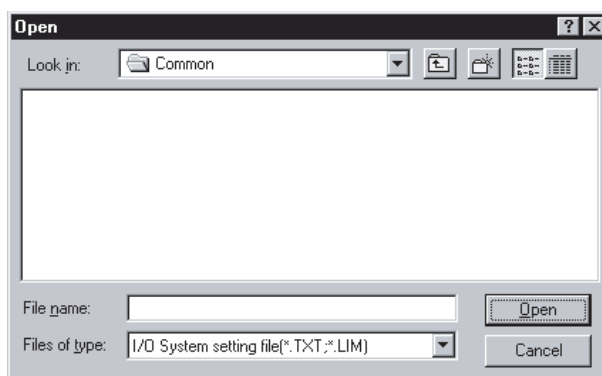 Open
Look in: Common
File name: Open
Files of type: I/O System setting file(*.TXT;*.LIM) Cancel